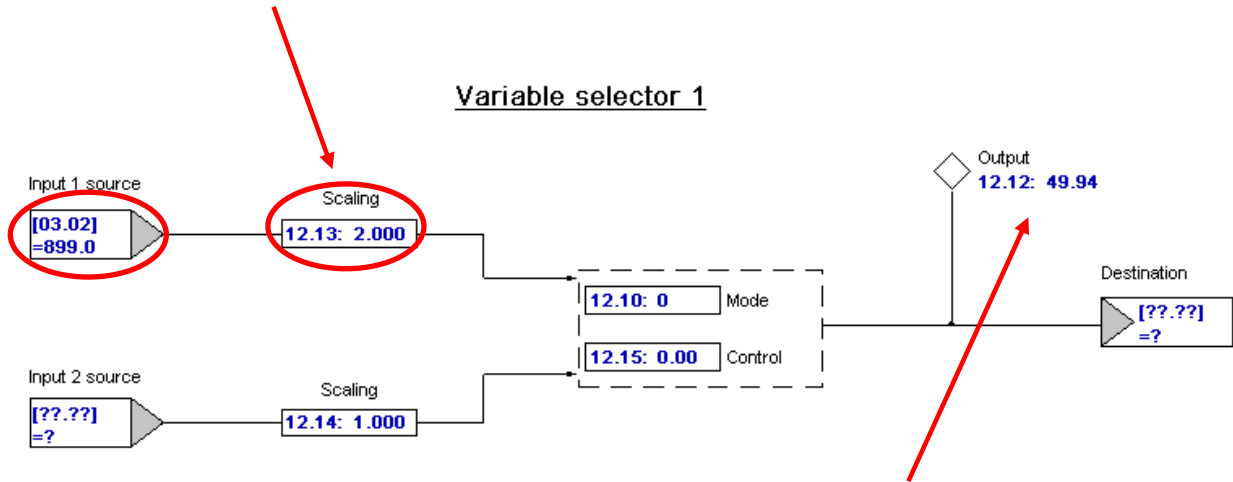 Variable selector 1
Input 1 source
[03.02]
=899.0
Scaling
12.13: 2.000
12.10: 0
Mode
12.15: 0.00
Control
Output
12.12: 49.94
Destination
[??.??]
=?
Input 2 source
[??.??]
=?
Scaling
12.14: 1.000